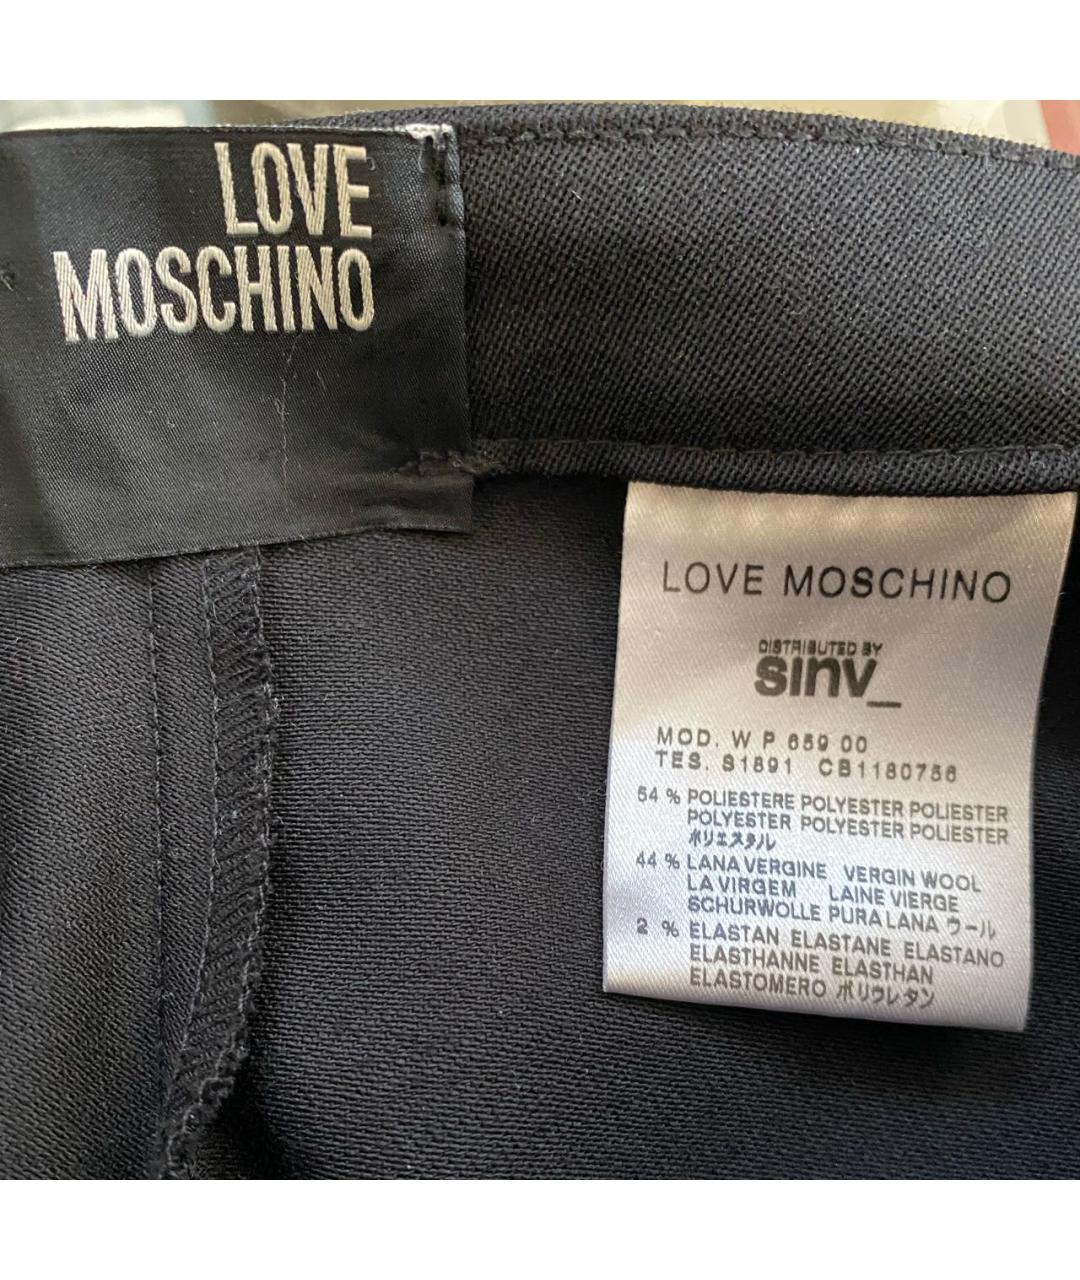 LOVE
MOSCHINO
LOVE MOSCHINO
DISTRIBUTED BY
sinv_
MOD. W P 659 00
TES. S1891 CB1180756
54 % POLIESTERE POLYESTER POLIESTER
POLYESTER POLYESTER POLIESTER
ポリエステル
44 % LANA VERGINE VERGIN WOOL
LA VIRGEM LAINE VIERGE
SCHURWOLLE PURA LANA ウール
2 % ELASTAN ELASTANE ELASTANO
ELASTHANNE ELASTHAN
ELASTOMERO ポリウレタン